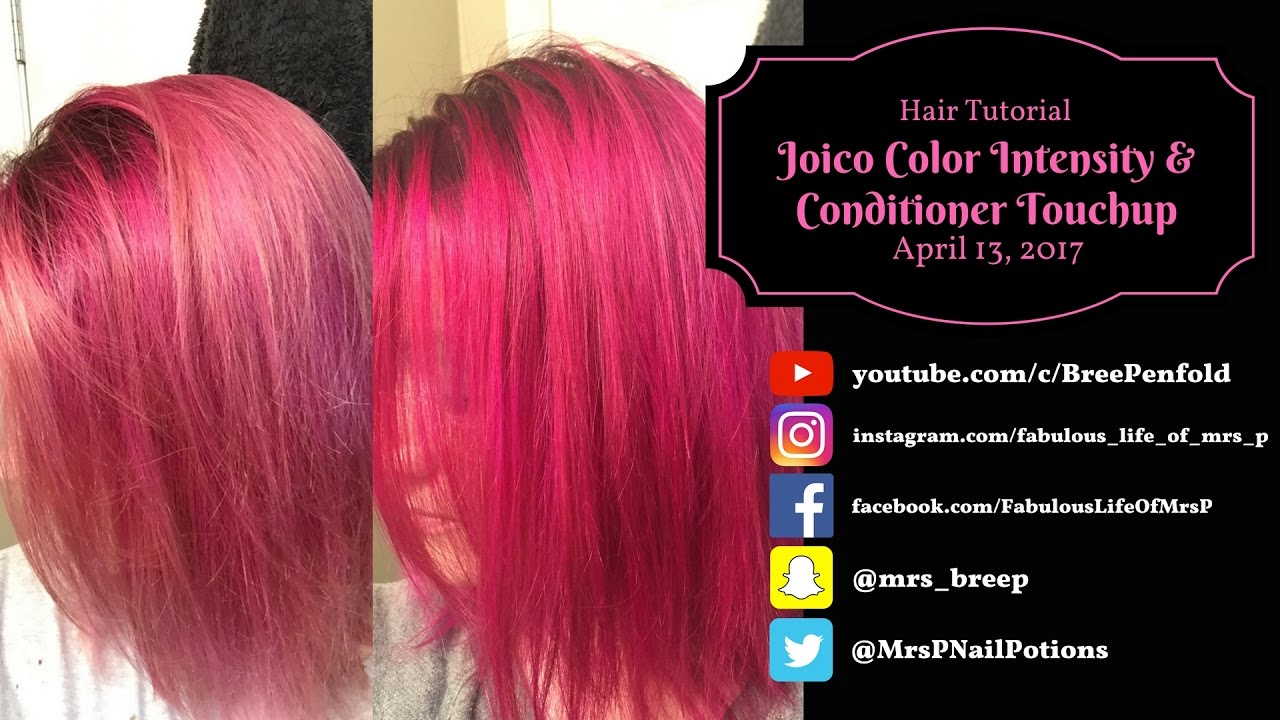 Hair Tutorial
Joico Color Intensity &
Conditioner Touchup
April 13, 2017
youtube.com/c/BreePenfold
instagram.com/fabulous_life_of_mrs_p
facebook.com/FabulousLifeOfMrsP
@mrs_breep
@MrsPNailPotions